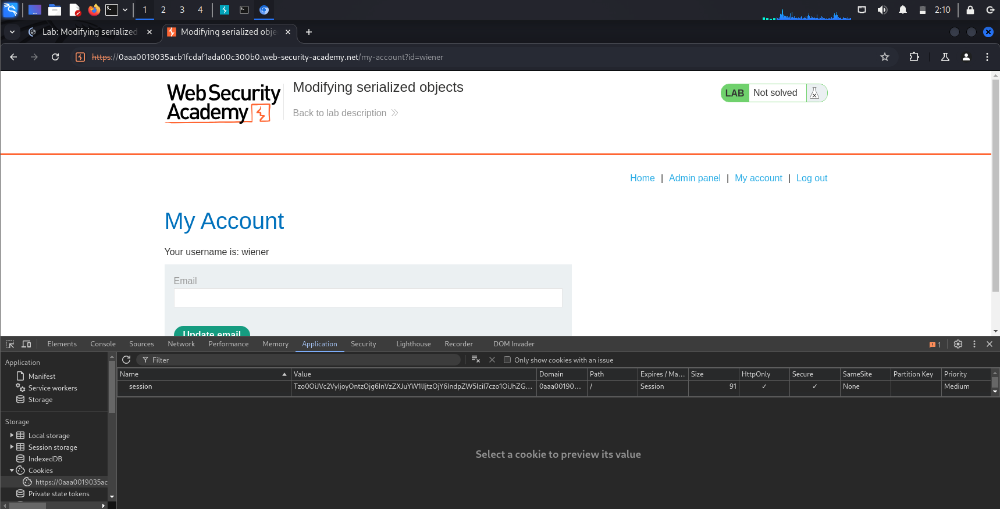 1 2 3 4 2:10
Lab: Modifying serialized
Modifying serialized obje
https://0aaa0019035acb1fcdaf1ada00c300b0.web-security-academy.net/my-account?id=wiener
Web Security
Academy
Modifying serialized objects
Back to lab description
LAB Not solved
Home | Admin panel | My account | Log out
My Account
Your username is: wiener
Email
Update email
Elements Console Sources Network Performance Memory Application Security Lighthouse Recorder DOM Invader 1
Application
Manifest
Service workers
Storage
Storage
Local storage
Session storage
IndexedDB
Cookies
https://0aaa0019035ac
Private state tokens
Filter
Only show cookies with an issue
Name Value Domain Path Expires / Ma... Size HttpOnly Secure SameSite Partition Key Priority
session Tzo0OiJVc2VyIjoyOntzOjg6InVzZXJuYW1lIjtzOjY6IndpZW5lciI7czo1OiJhZG... 0aaa00190... / Session 91 ✓ ✓ None Medium
Select a cookie to preview its value